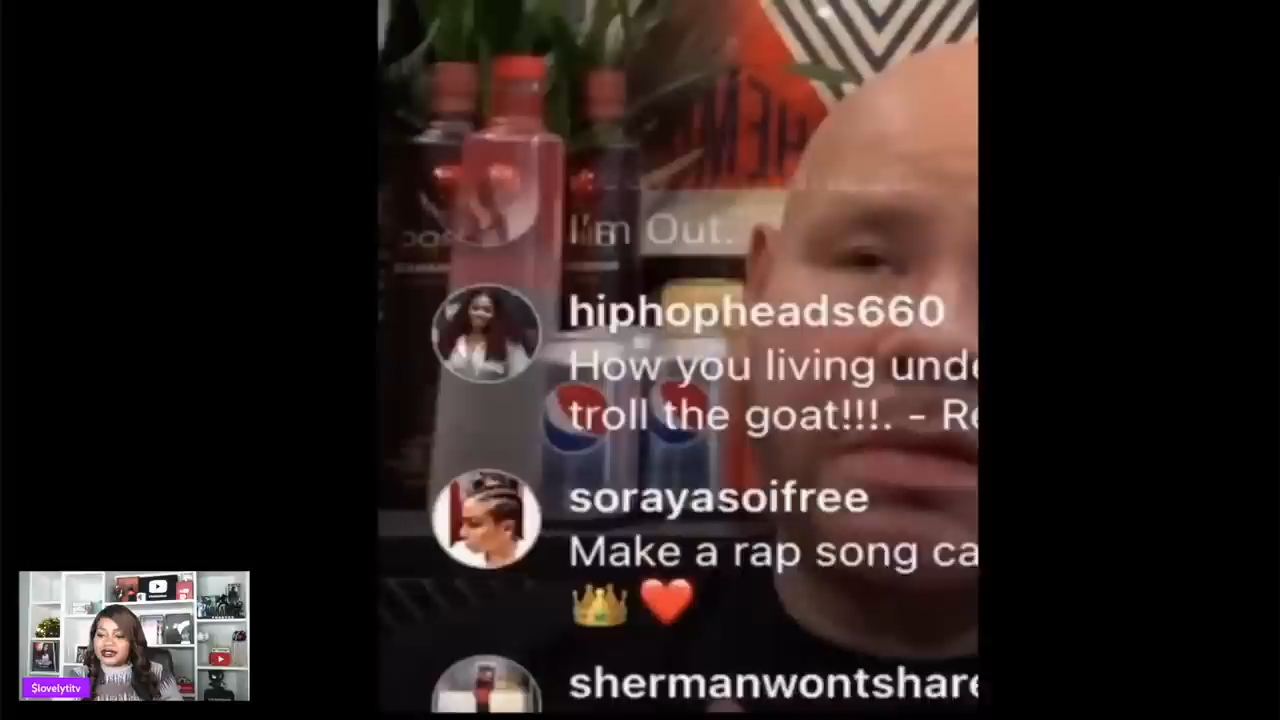 I'm Out.
hiphopheads660
How you living unde
troll the goat!!!. - Re
sorayasoifree
Make a rap song ca
👑 ❤️
shermanwontshare
$lovelytitv